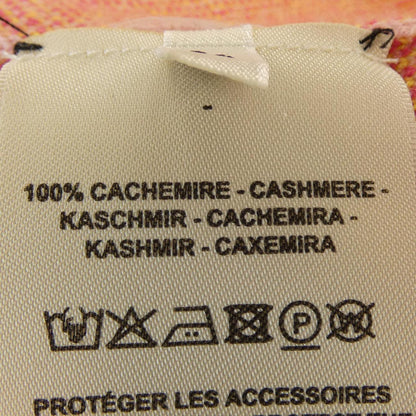 100% CACHEMIRE - CASHMERE -
KASCHMIR - CACHEMIRA -
KASHMIR - CAXEMIRA
P
W
PROTÉGER LES ACCESSOIRES